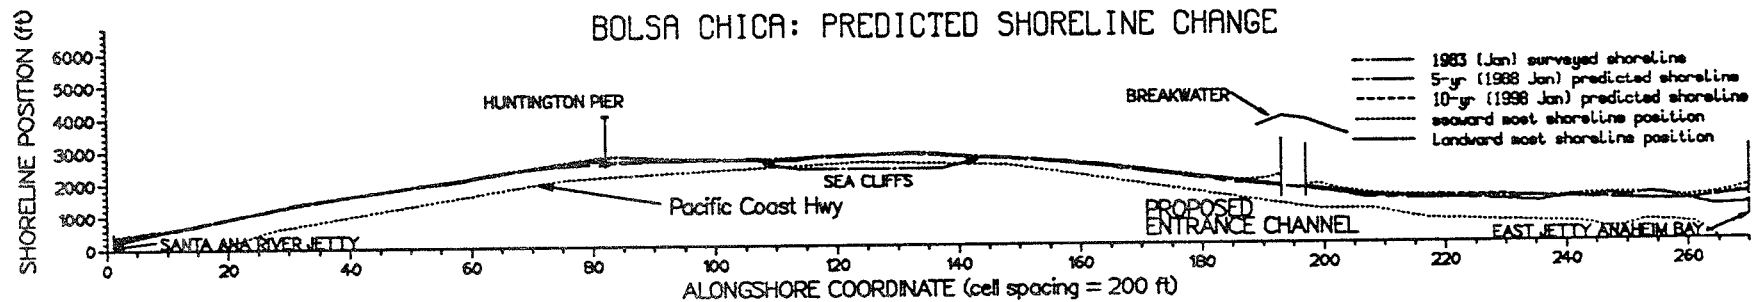 BOLSA CHICA: PREDICTED SHORELINE CHANGE
SHORELINE POSITION (ft)
6000
5000
4000
3000
2000
1000
0
1983 (Jan) surveyed shoreline
5-yr (1988 Jan) predicted shoreline
10-yr (1998 Jan) predicted shoreline
seaward most shoreline position
Landward most shoreline position
HUNTINGTON PIER
BREAKWATER
SEA CLIFFS
Pacific Coast Hwy
PROPOSED
ENTRANCE CHANNEL
SANTA ANA RIVER JETTY
EAST JETTY ANAHEIM BAY
0 20 40 60 80 100 120 140 160 180 200 220 240 260
ALONGSHORE COORDINATE (cell spacing = 200 ft)